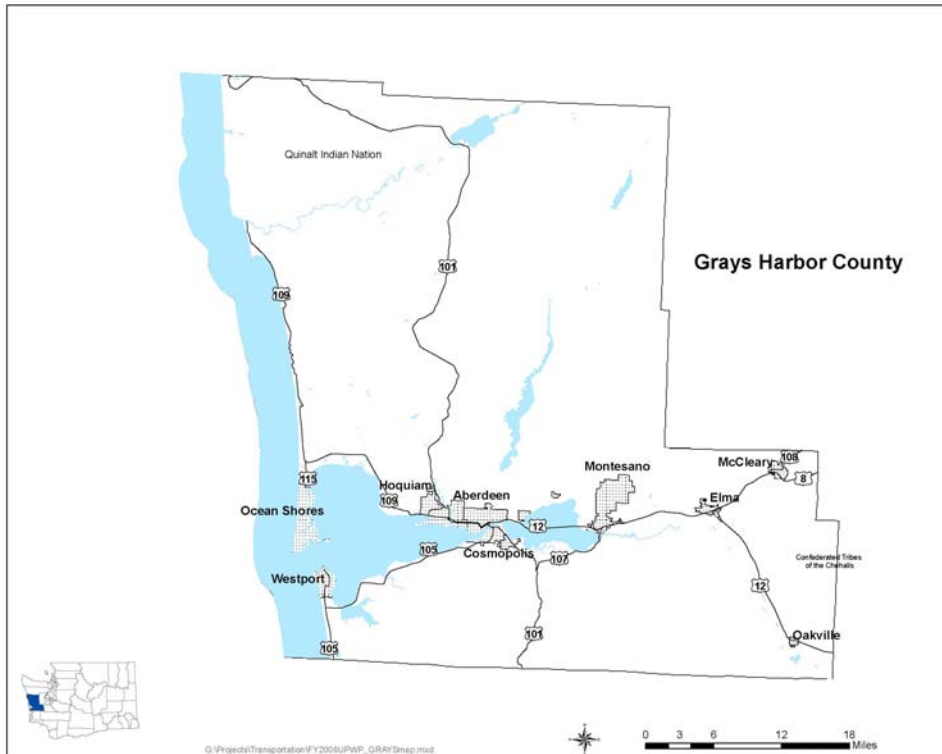 Quinalt Indian Nation
101
Grays Harbor County
109
McCleary
108
Montesano
8
115
Hoquiam
109
Aberdeen
Elma
Ocean Shores
12
105
Cosmopolis
107
Confederated Tribes
of the Chehalis
Westport
12
101
Oakville
105
G:\Projects\Transportation\FY2008UPWP_GRAYSmap.mxd
0 3 6 12 18
Miles